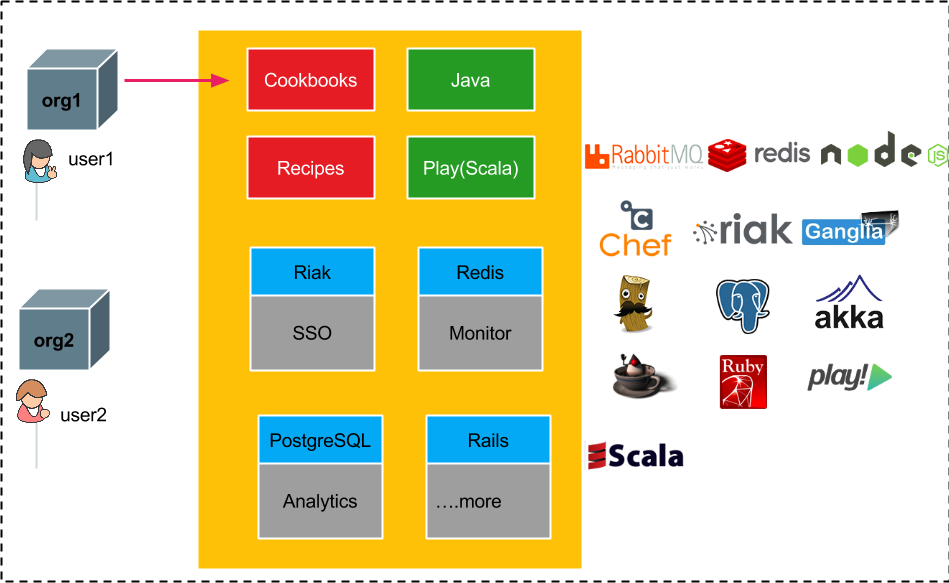 org1
user1
Cookbooks
Java
Recipes
Play(Scala)
Riak
SSO
Redis
Monitor
org2
user2
PostgreSQL
Analytics
Rails
....more
RabbitMQ
redis
node
JS
C
Chef
riak
Ganglia
akka
Ruby
play!
Scala